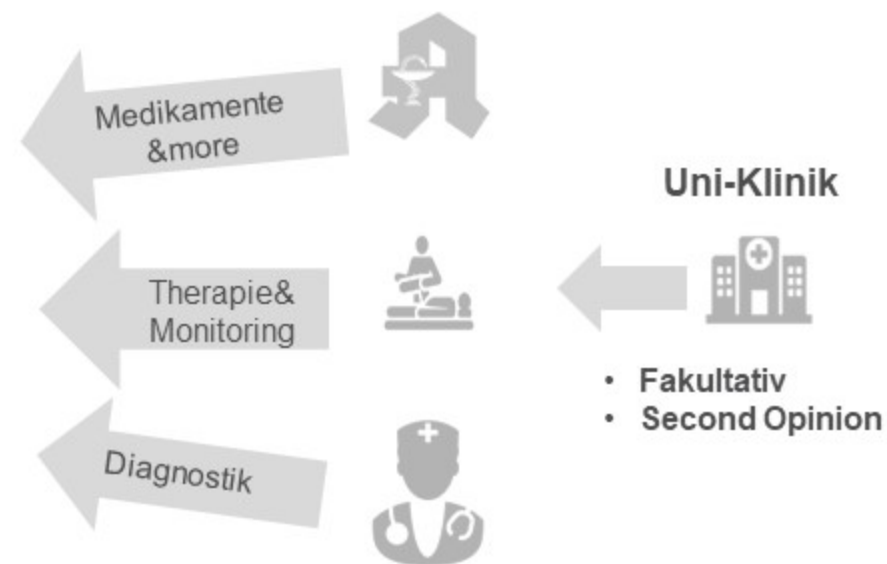 Medikamente
&more
Uni-Klinik
Therapie&
Monitoring
• Fakultativ
• Second Opinion
Diagnostik